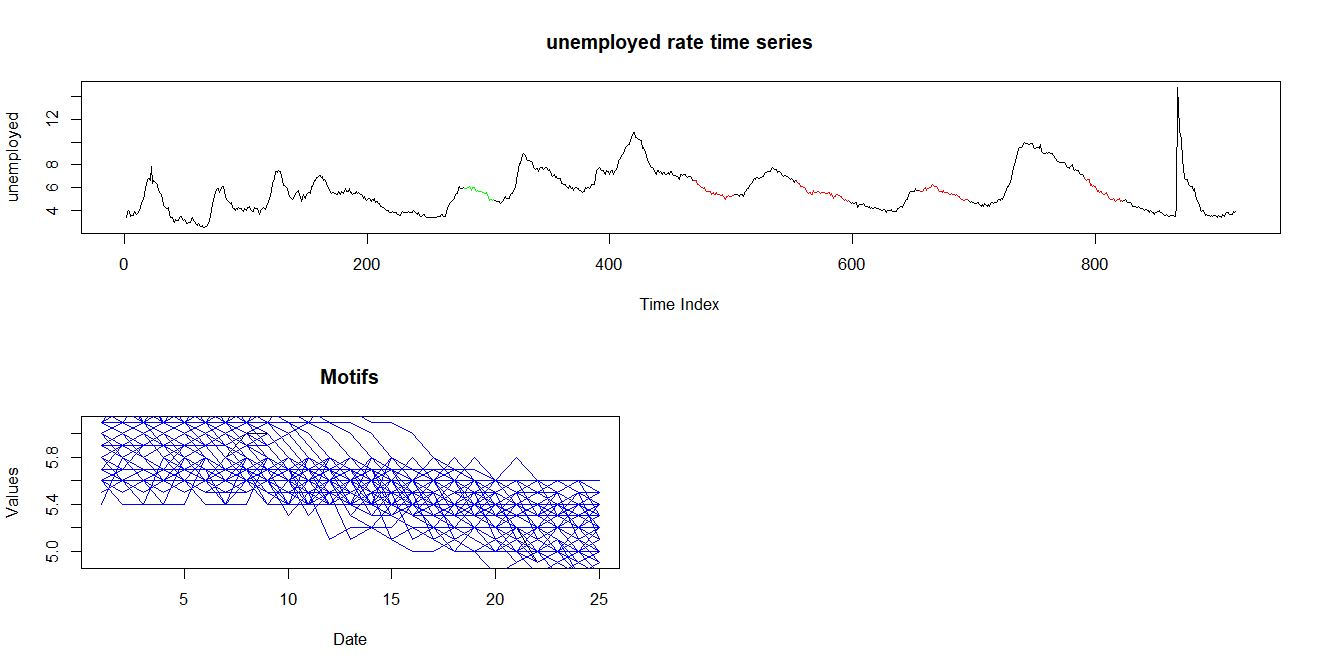 unemployed rate time series
unemployed
4 6 8 12
0 200 400 600 800
Time Index
Motifs
Values
5.0 5.4 5.8
5 10 15 20 25
Date